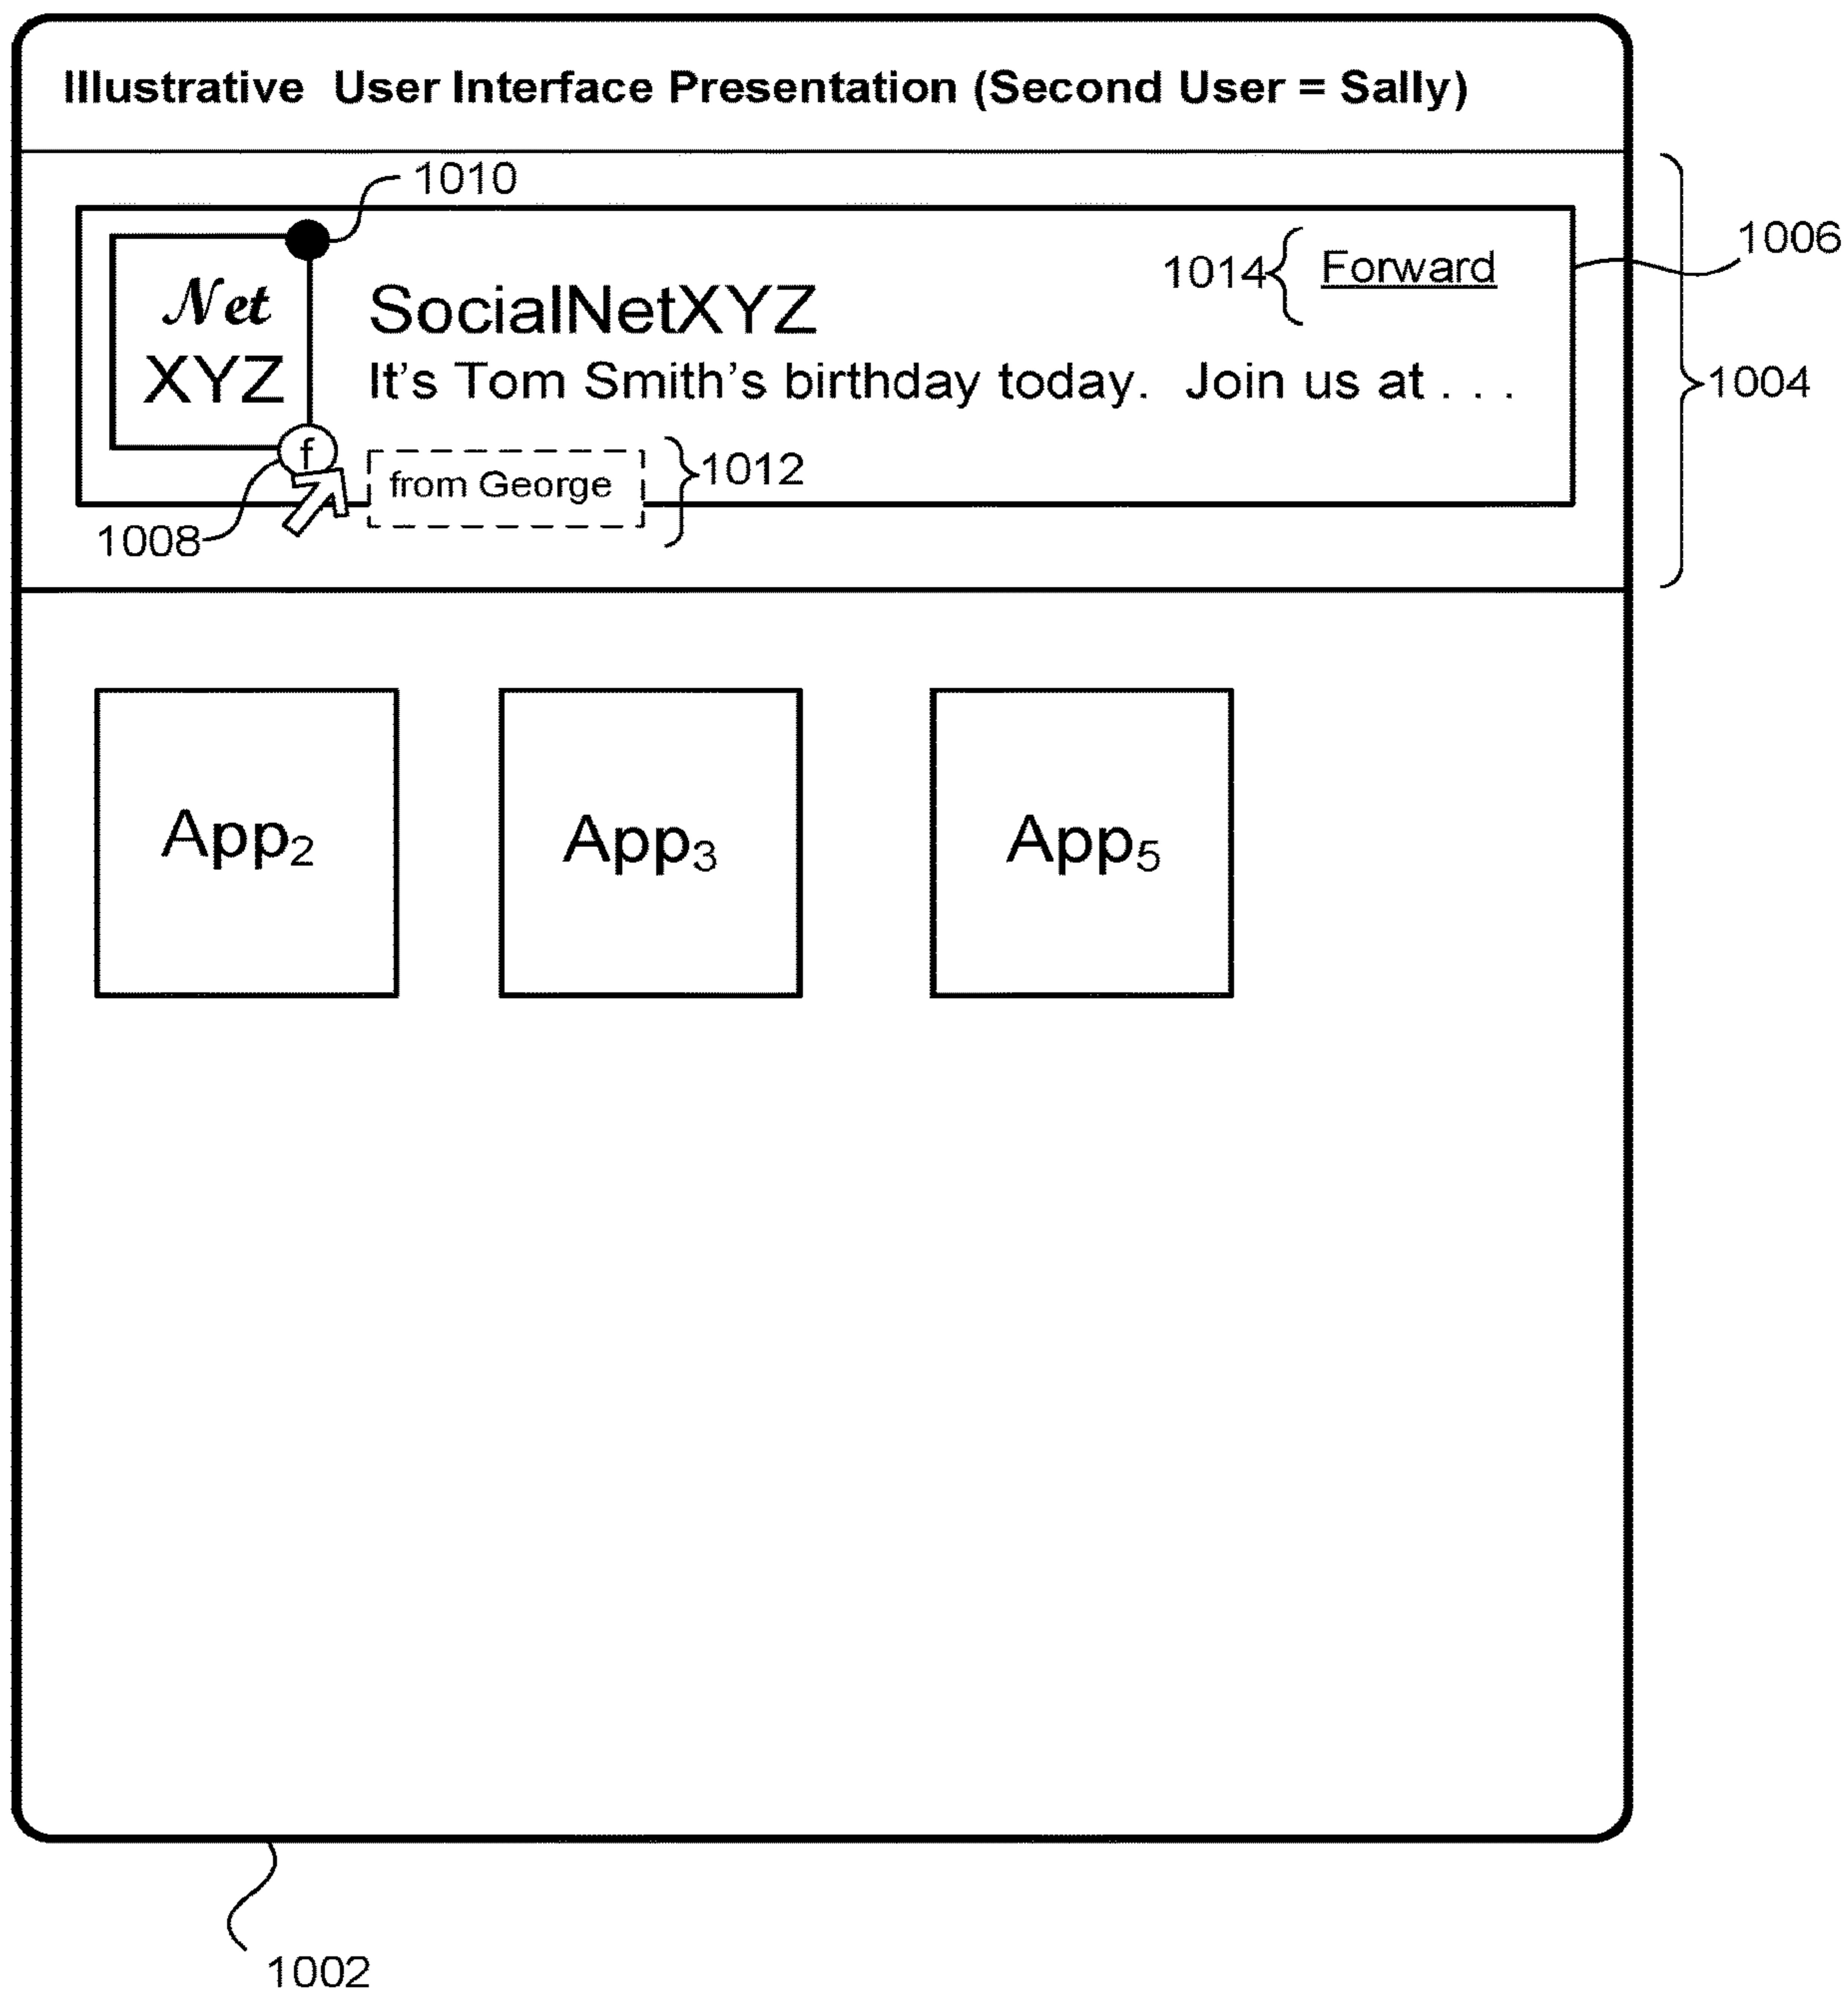 Illustrative User Interface Presentation (Second User = Sally)
1010
1006
1014
Forward
Net
XYZ
SocialNetXYZ
It's Tom Smith's birthday today. Join us at . . .
1004
f
from George
1012
1008
App2
App3
App5
1002